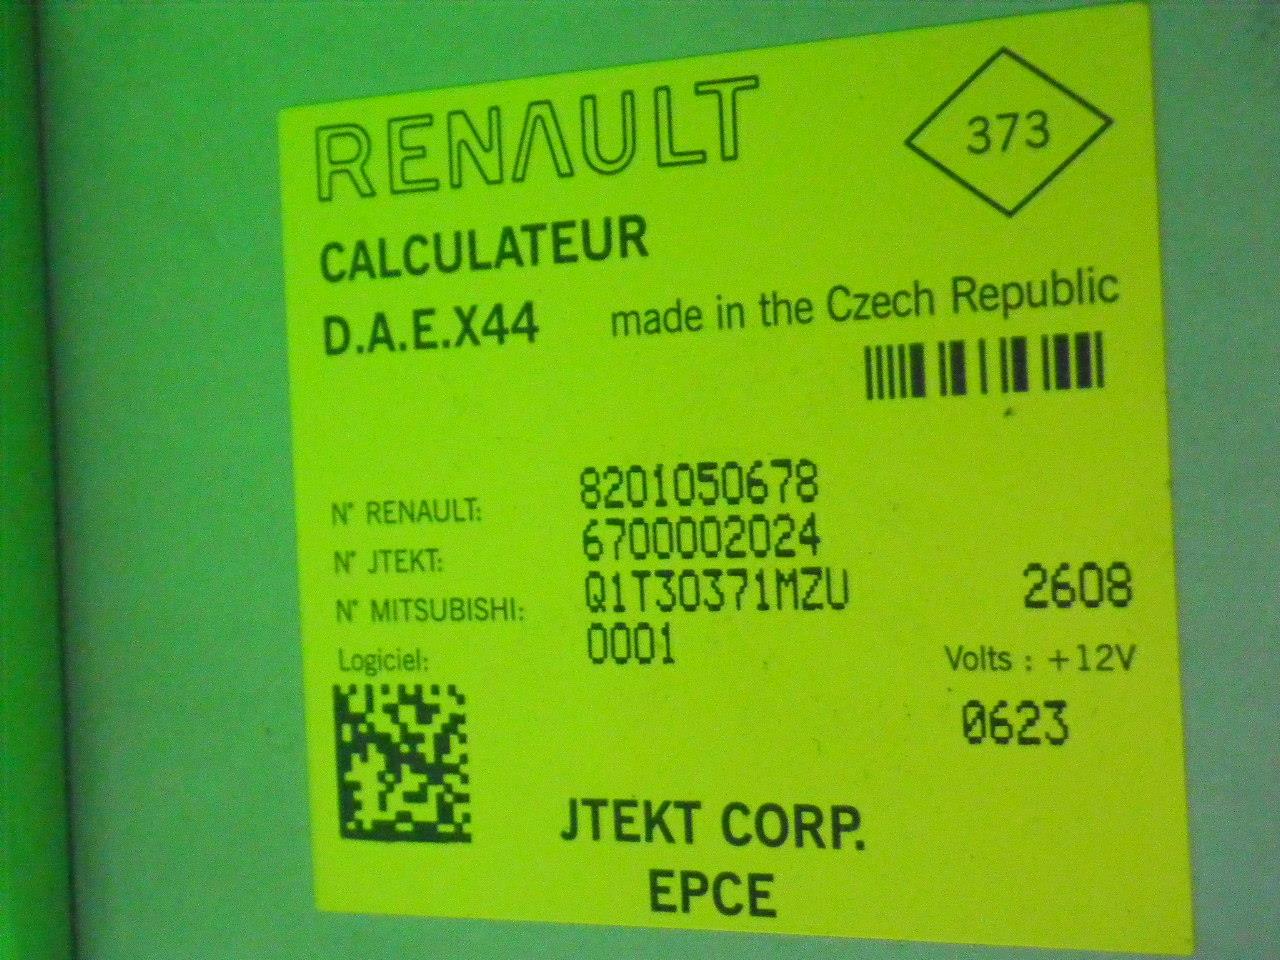 RENAULT
373
CALCULATEUR
D.A.E.X44
made in the Czech Republic
N° RENAULT: 8201050678
N° JTEKT: 6700002024
N° MITSUBISHI: Q1T30371MZU 2608
Logiciel: 0001
Volts : +12V
0623
JTEKT CORP.
EPCE